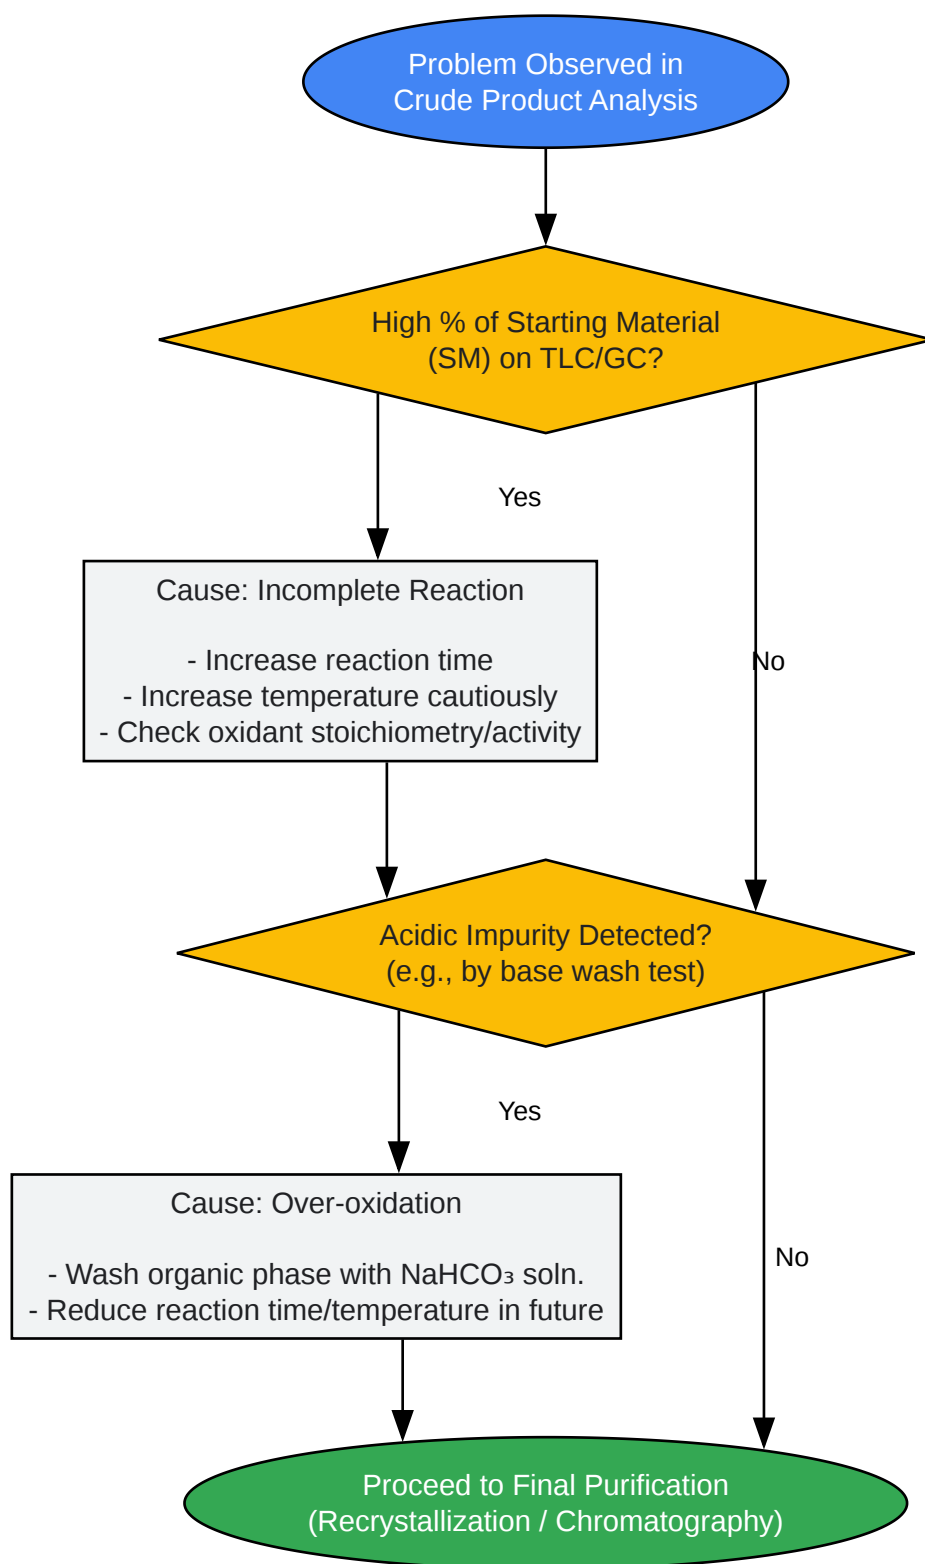 Problem Observed in
Crude Product Analysis
High % of Starting Material
(SM) on TLC/GC?
Yes
Cause: Incomplete Reaction
- Increase reaction time
- Increase temperature cautiously
- Check oxidant stoichiometry/activity
No
Acidic Impurity Detected?
(e.g., by base wash test)
Yes
Cause: Over-oxidation
- Wash organic phase with NaHCO₃ soln.
- Reduce reaction time/temperature in future
No
Proceed to Final Purification
(Recrystallization / Chromatography)